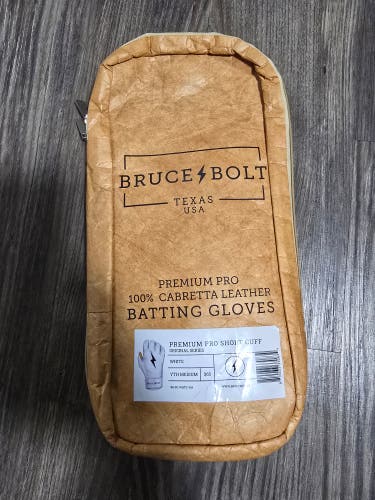 BRUCE BOLT
TEXAS
USA
PREMIUM PRO
100% CABRETTA LEATHER
BATTING GLOVES
PREMIUM PRO SHORT CUFF
ORIGINAL SERIES
WHITE
YTH MEDIUM